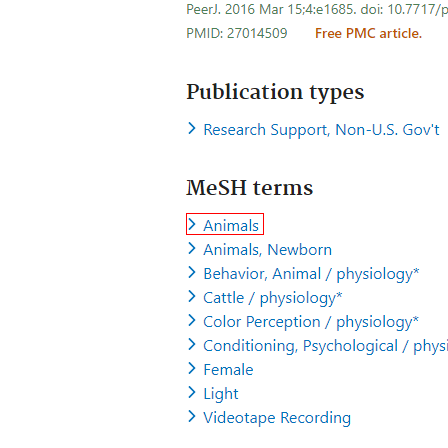 PeerJ. 2016 Mar 15;4:e1685. doi: 10.7717/p
PMID: 27014509 Free PMC article.
Publication types
Research Support, Non-U.S. Gov't
MeSH terms
Animals
Animals, Newborn
Behavior, Animal / physiology*
Cattle / physiology*
Color Perception / physiology*
Conditioning, Psychological / physi
Female
Light
Videotape Recording